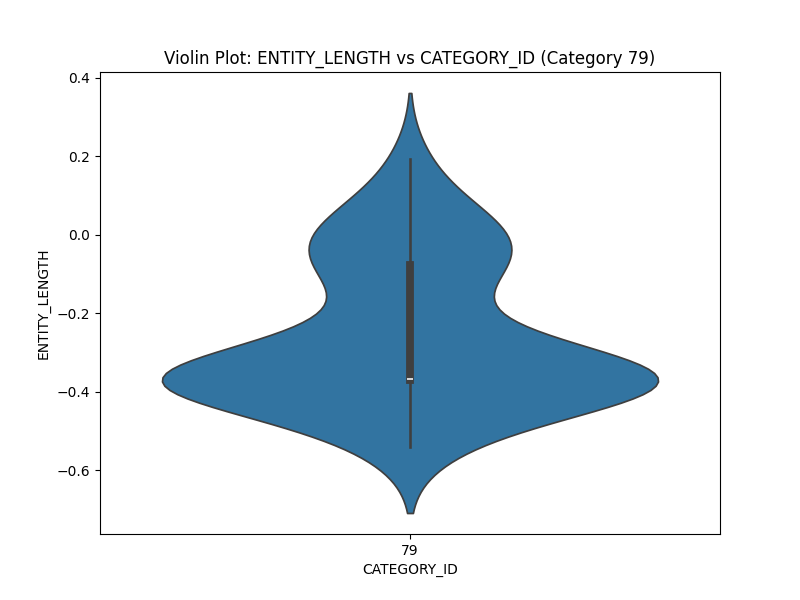 Violin Plot: ENTITY_LENGTH vs CATEGORY_ID (Category 79)
0.4
0.2
0.0
−0.2
−0.4
−0.6
ENTITY_LENGTH
79
CATEGORY_ID